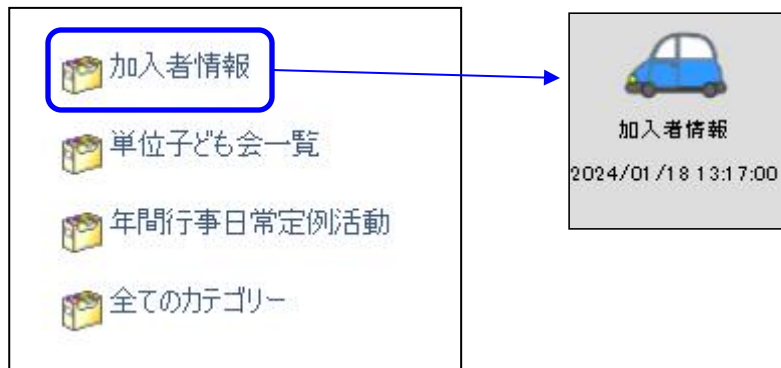 加入者情報
単位子ども会一覧
年間行事日常定例活動
全てのカテゴリー
加入者情報
2024/01/18 13:17:00